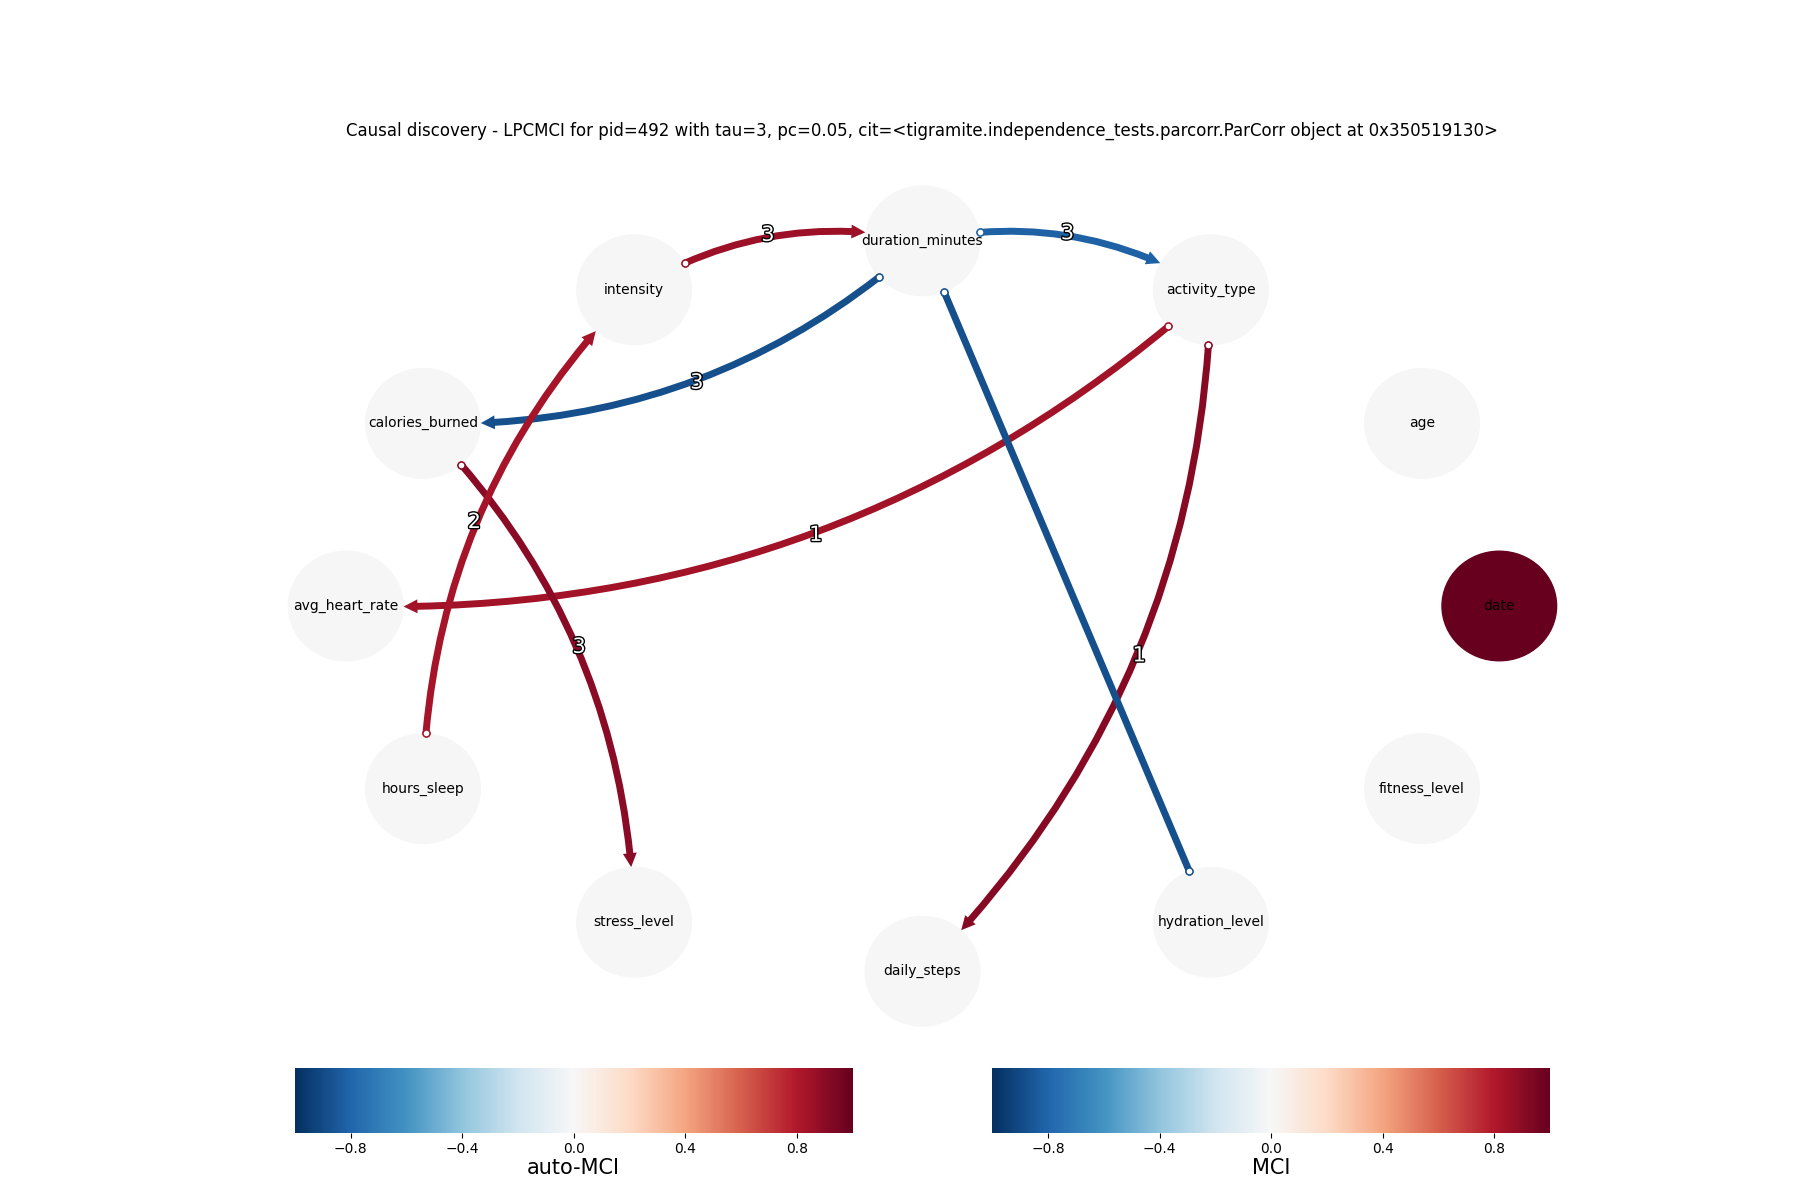 Causal discovery - LPCMCI for pid=492 with tau=3, pc=0.05, cit=<tigramite.independence_tests.parcorr.ParCorr object at 0x350519130>
3
duration_minutes
3
intensity
activity_type
3
calories_burned
age
2
1
avg_heart_rate
date
3
1
hours_sleep
fitness_level
stress_level
hydration_level
daily_steps
−0.8 −0.4 0.0 0.4 0.8
auto-MCI
−0.8 −0.4 0.0 0.4 0.8
MCI